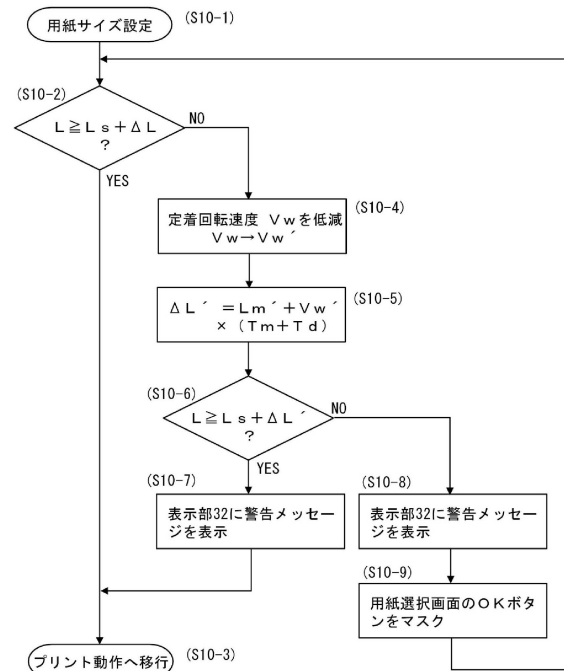 用紙サイズ設定
(S10-1)
(S10-2)
L≧Ls+ΔL
?
NO
YES
(S10-4)
定着回転速度 Vwを低減
Vw→Vw´
(S10-5)
ΔL´ =Lm´+Vw´
×(Tm+Td)
(S10-6)
L≧Ls+ΔL´
?
NO
YES
(S10-7)
表示部32に警告メッセー
ジを表示
(S10-8)
表示部32に警告メッセー
ジを表示
(S10-9)
用紙選択画面のOKボタ
ンをマスク
プリント動作へ移行
(S10-3)